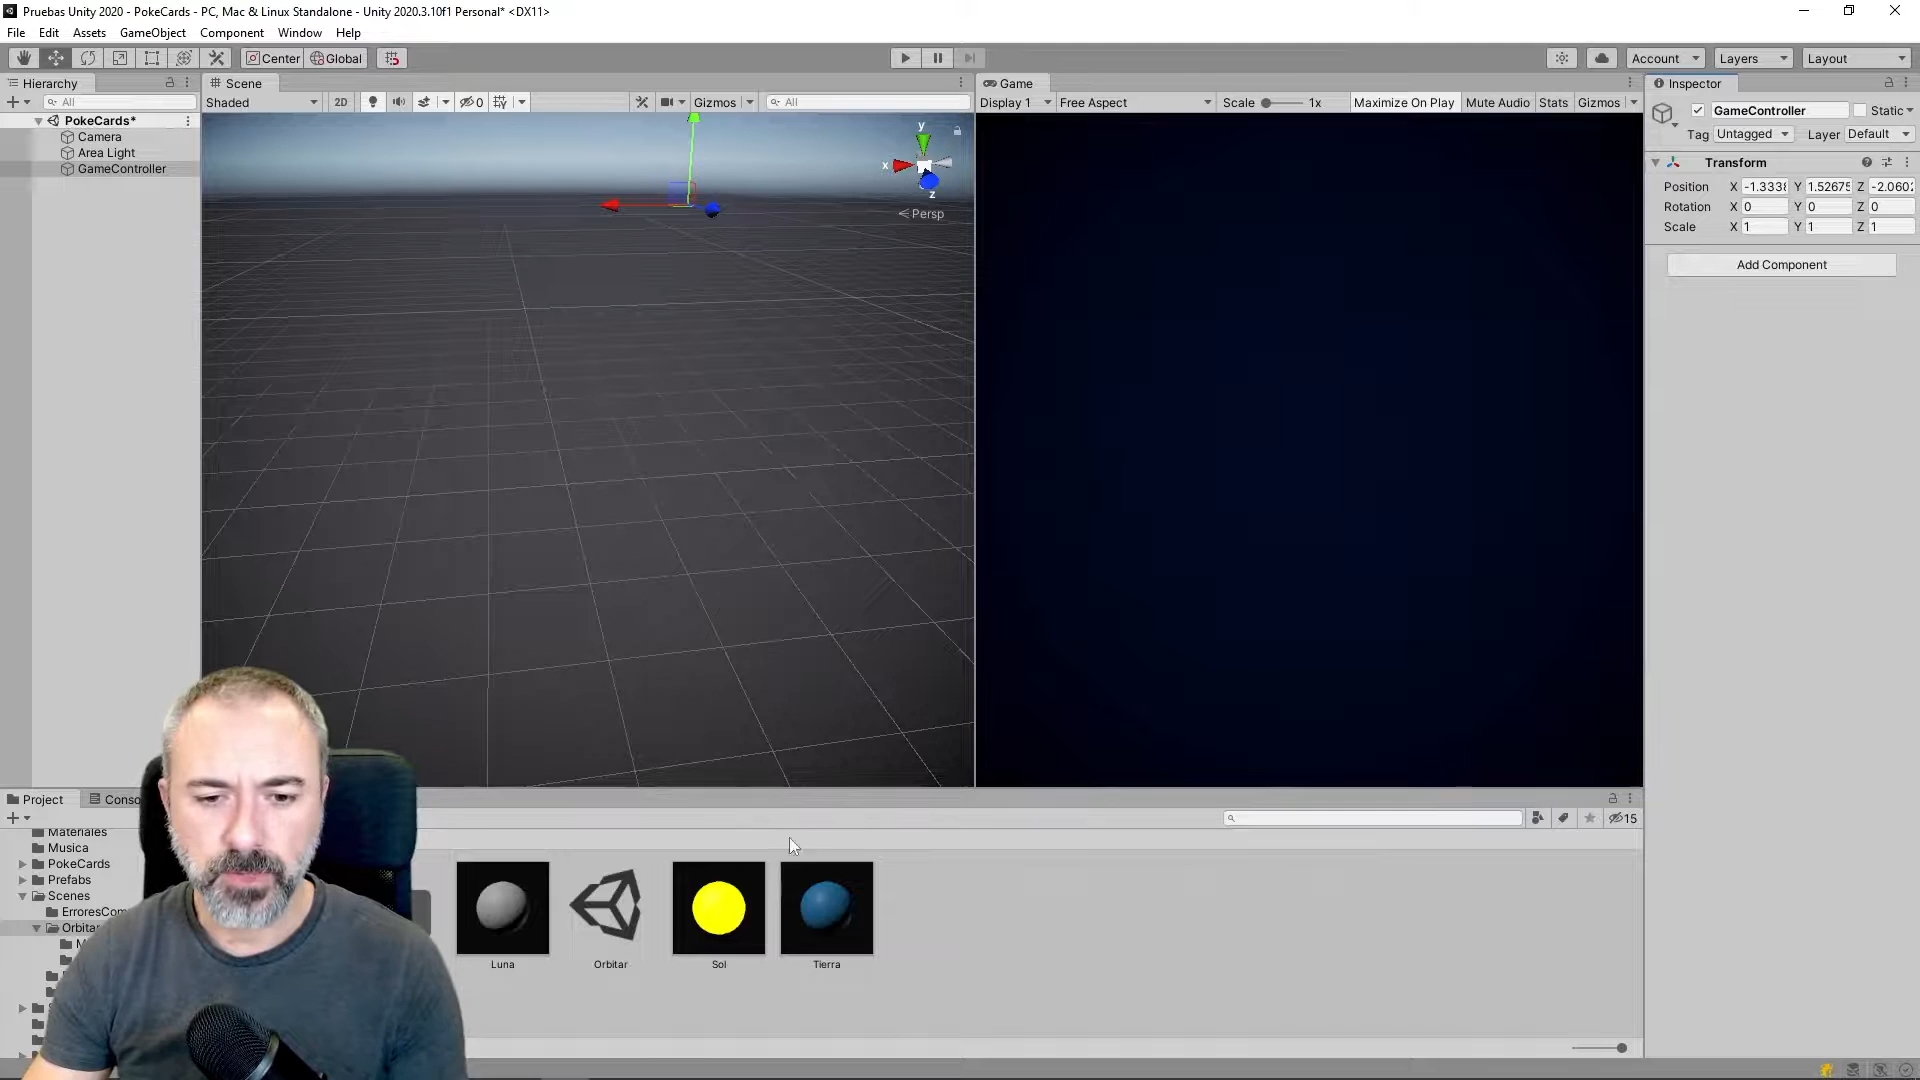 Pruebas Unity 2020 - PokeCards - PC, Mac & Linux Standalone - Unity 2020.3.10f1 Personal* <DX11>
File Edit Assets GameObject Component Window Help
Center Global Account Layers Layout
Hierarchy
All
PokeCards*
Camera
Area Light
GameController
Scene
Shaded 2D 0 Gizmos All
y
x
z
Persp
Game
Display 1 Free Aspect Scale 1x Maximize On Play Mute Audio Stats Gizmos
Inspector
GameController Static
Tag Untagged Layer Default
Transform
Position X -1.333 Y 1.5267 Z -2.060
Rotation X 0 Y 0 Z 0
Scale X 1 Y 1 Z 1
Add Component
Project Conso
15
Materiales
Musica
PokeCards
Prefabs
Scenes
ErroresCom
Orbita
M
Luna Orbitar Sol Tierra